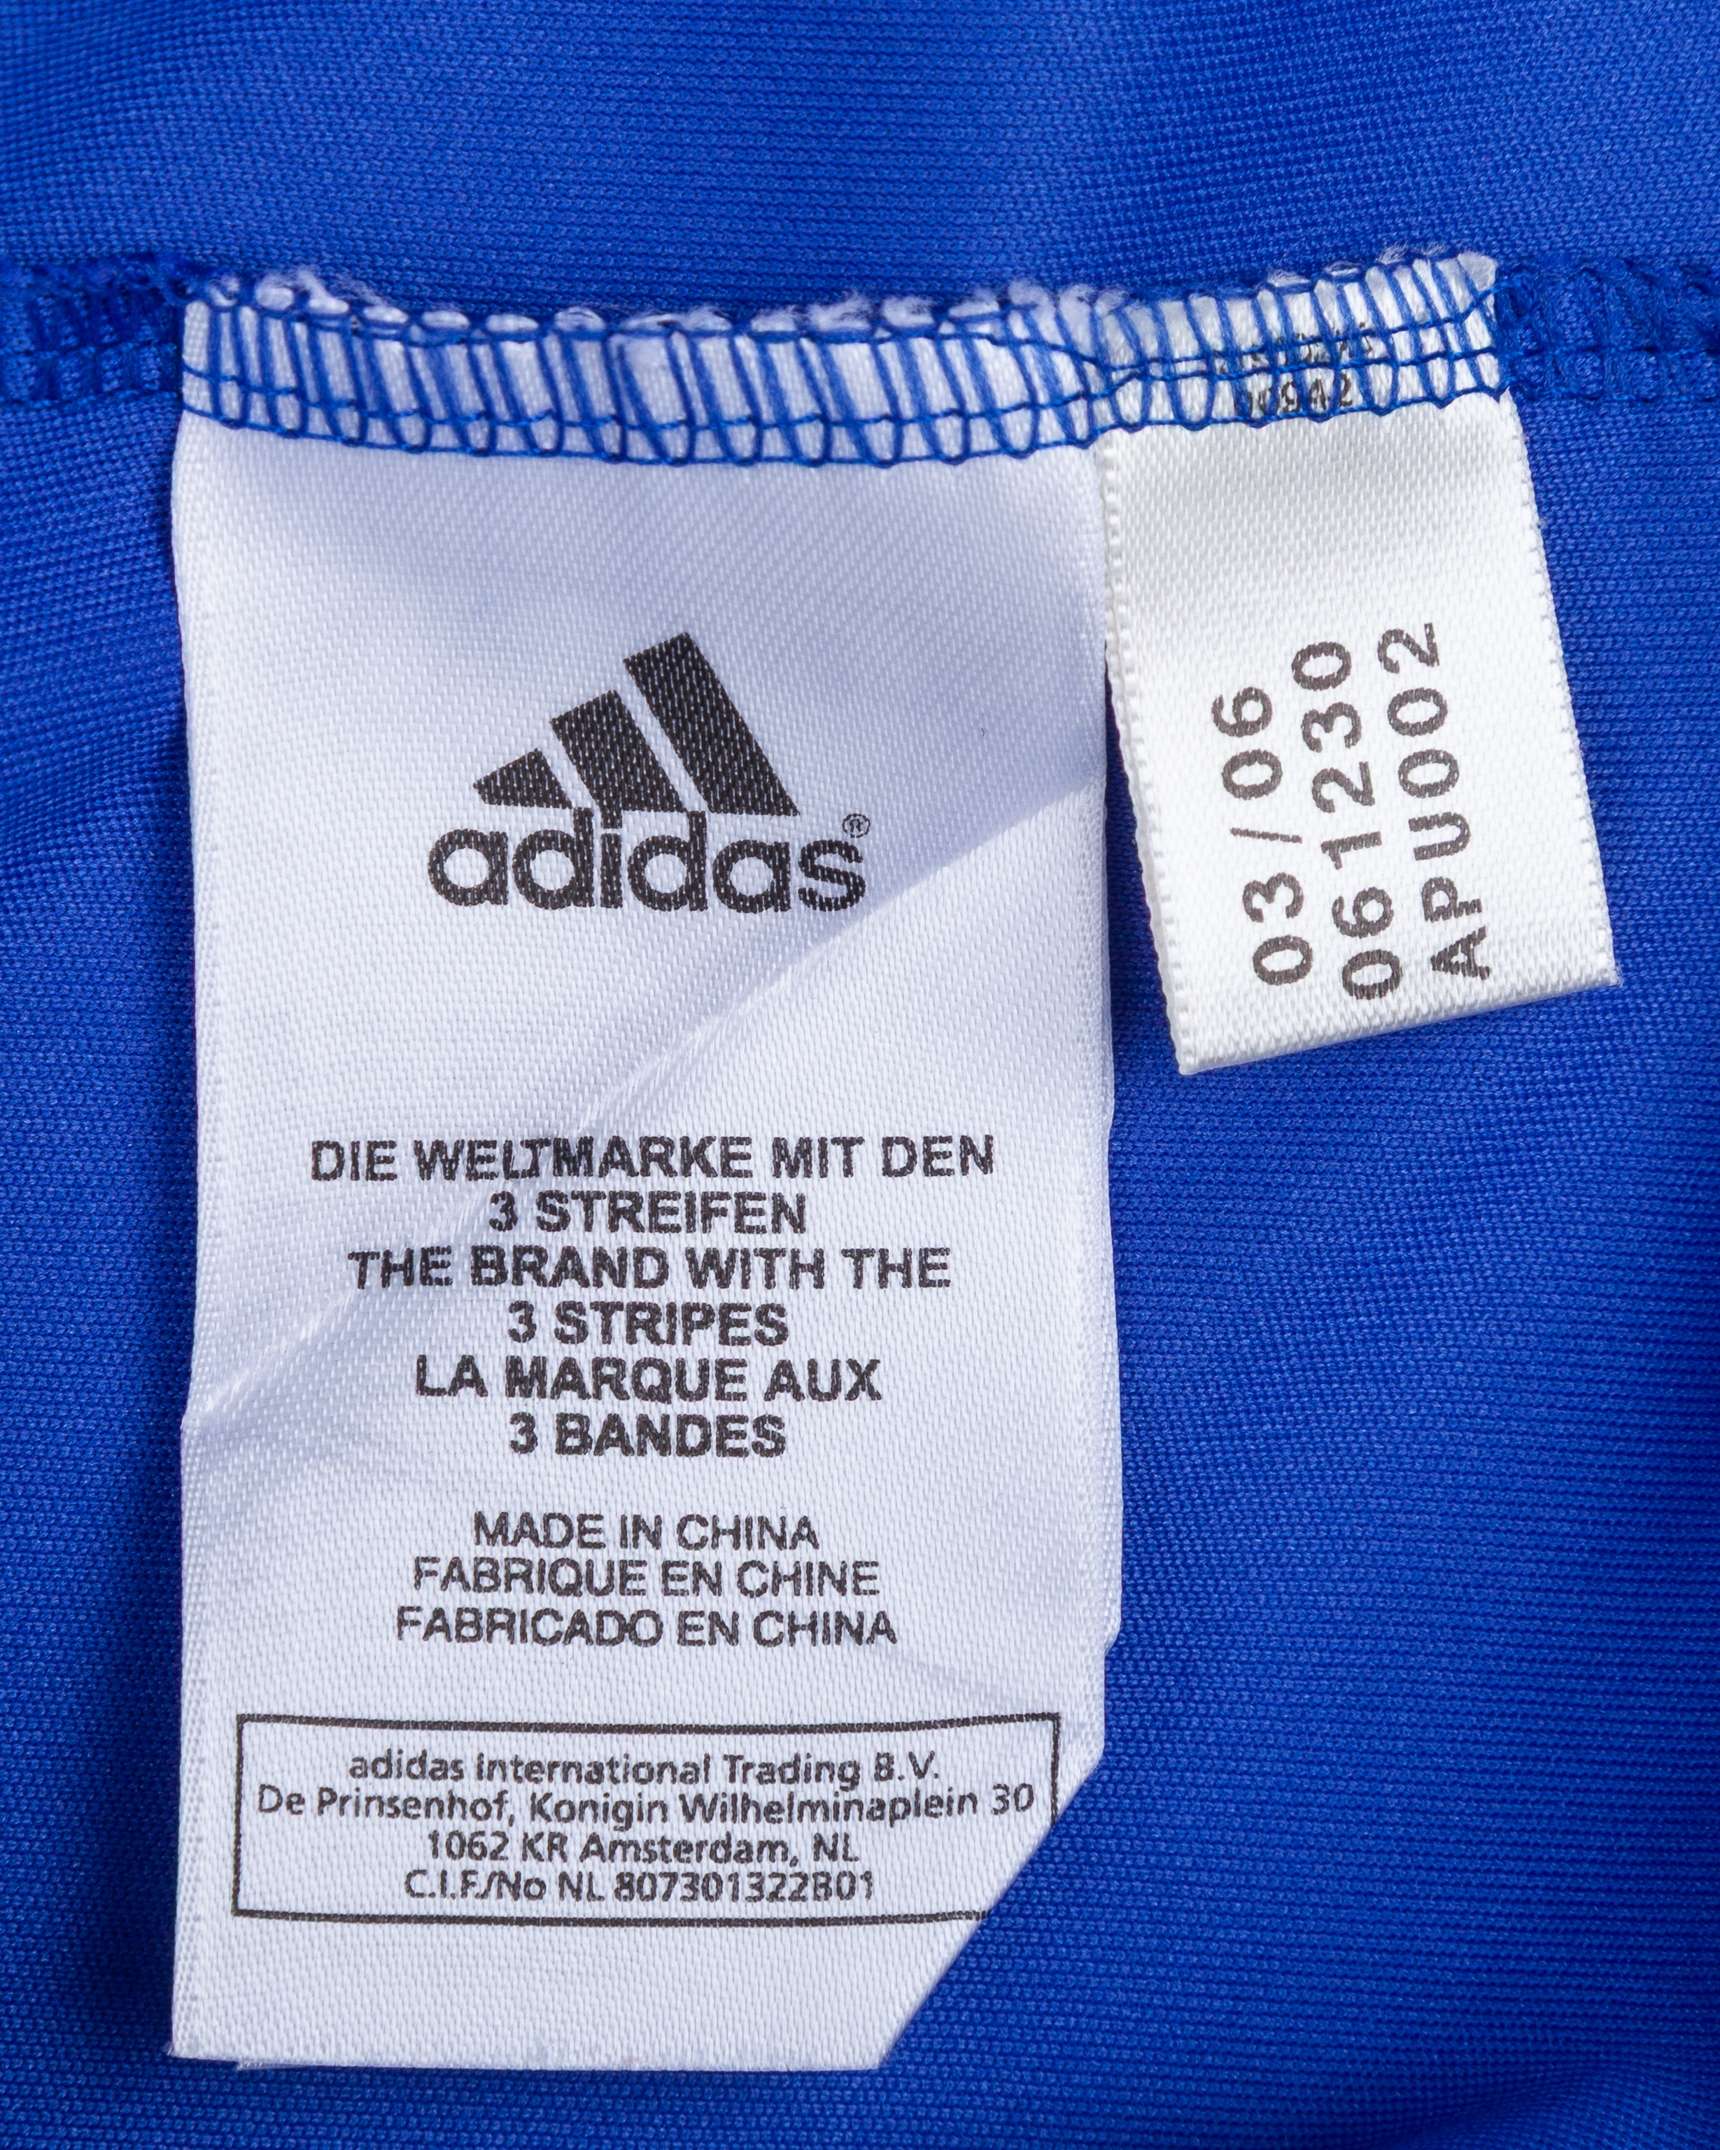 adidas®
DIE WELTMARKE MIT DEN
3 STREIFEN
THE BRAND WITH THE
3 STRIPES
LA MARQUE AUX
3 BANDES
MADE IN CHINA
FABRIQUE EN CHINE
FABRICADO EN CHINA
adidas International Trading B.V.
De Prinsenhof, Konigin Wilhelminaplein 30
1062 KR Amsterdam, NL
C.I.F./No NL 807301322B01
03/06
061230
APU002